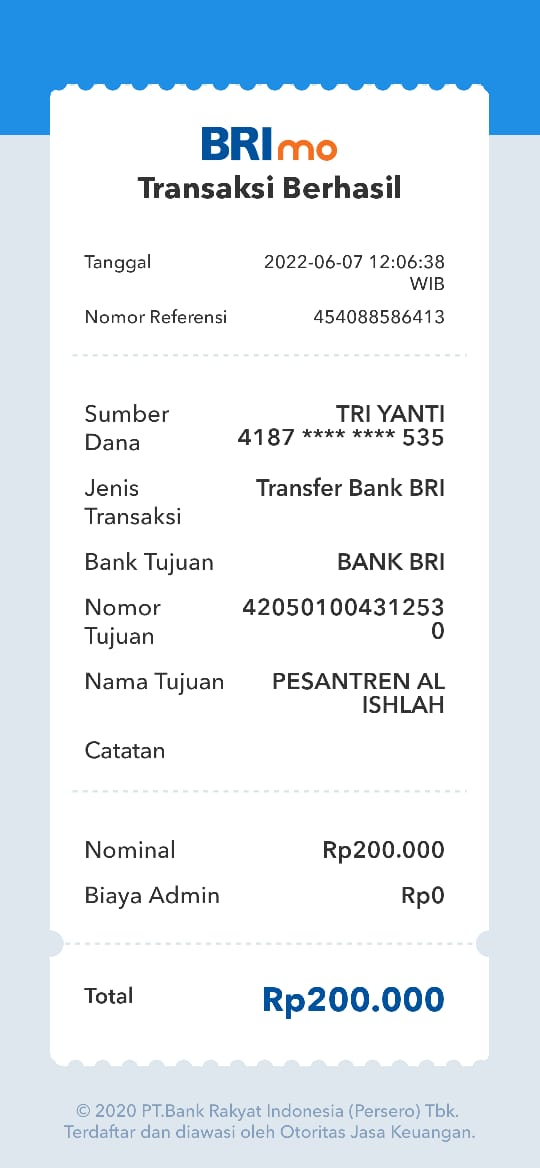 BRImo
Transaksi Berhasil
Tanggal 2022-06-07 12:06:38
WIB
Nomor Referensi 454088586413
Sumber TRI YANTI
Dana 4187 **** **** 535
Jenis Transfer Bank BRI
Transaksi
Bank Tujuan BANK BRI
Nomor 42050100431253
Tujuan 0
Nama Tujuan PESANTREN AL
ISHLAH
Catatan
Nominal Rp200.000
Biaya Admin Rp0
Total Rp200.000
© 2020 PT.Bank Rakyat Indonesia (Persero) Tbk.
Terdaftar dan diawasi oleh Otoritas Jasa Keuangan.